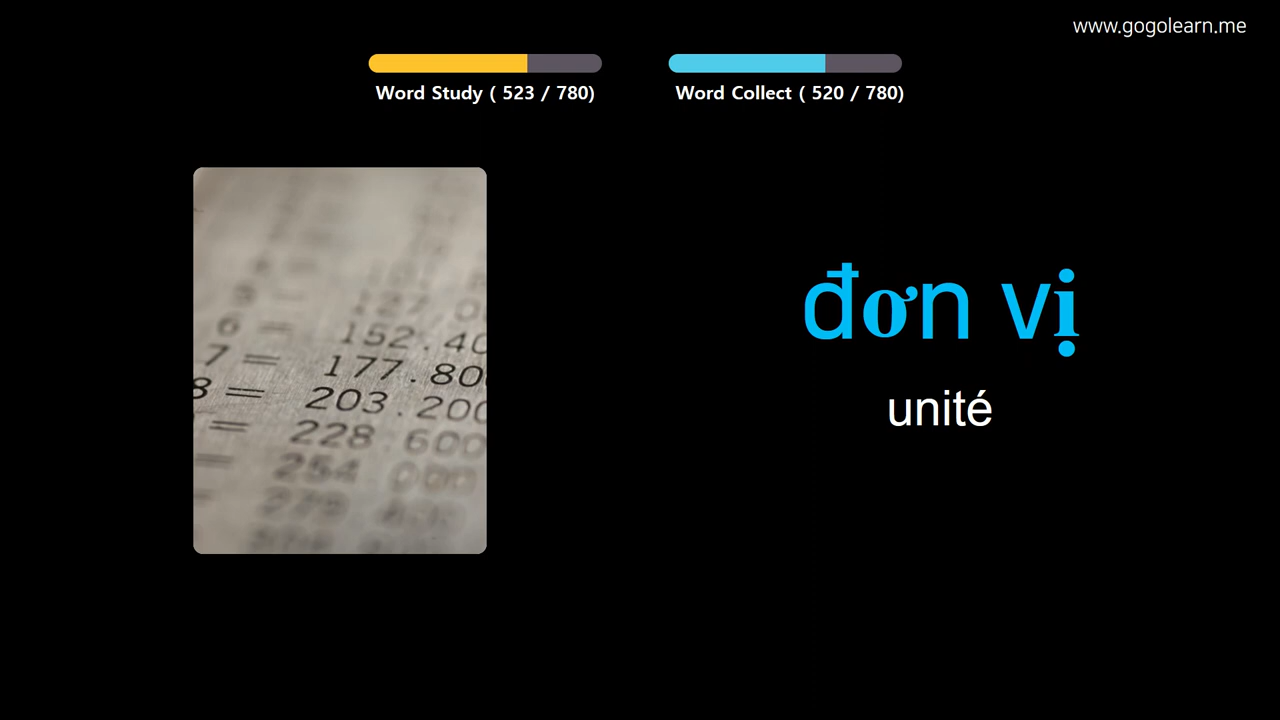 www.gogolearn.me
Word Study ( 523 / 780)
Word Collect ( 520 / 780)
6 = 152.40
7 = 177.80
8 = 203.200
= 228.600
= 254 000
đơn vị
unité